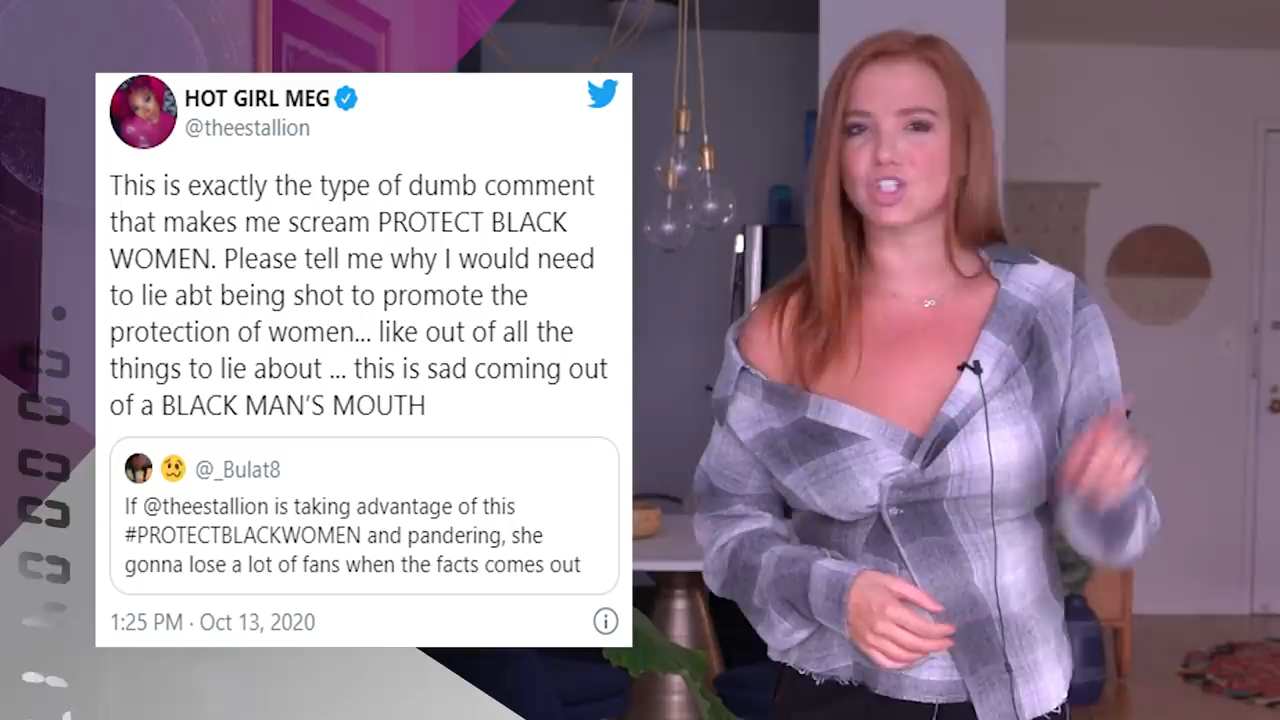 HOT GIRL MEG
@theestallion
This is exactly the type of dumb comment
that makes me scream PROTECT BLACK
WOMEN. Please tell me why I would need
to lie abt being shot to promote the
protection of women... like out of all the
things to lie about ... this is sad coming out
of a BLACK MAN’S MOUTH
@_Bulat8
If @theestallion is taking advantage of this
#PROTECTBLACKWOMEN and pandering, she
gonna lose a lot of fans when the facts comes out
1:25 PM · Oct 13, 2020